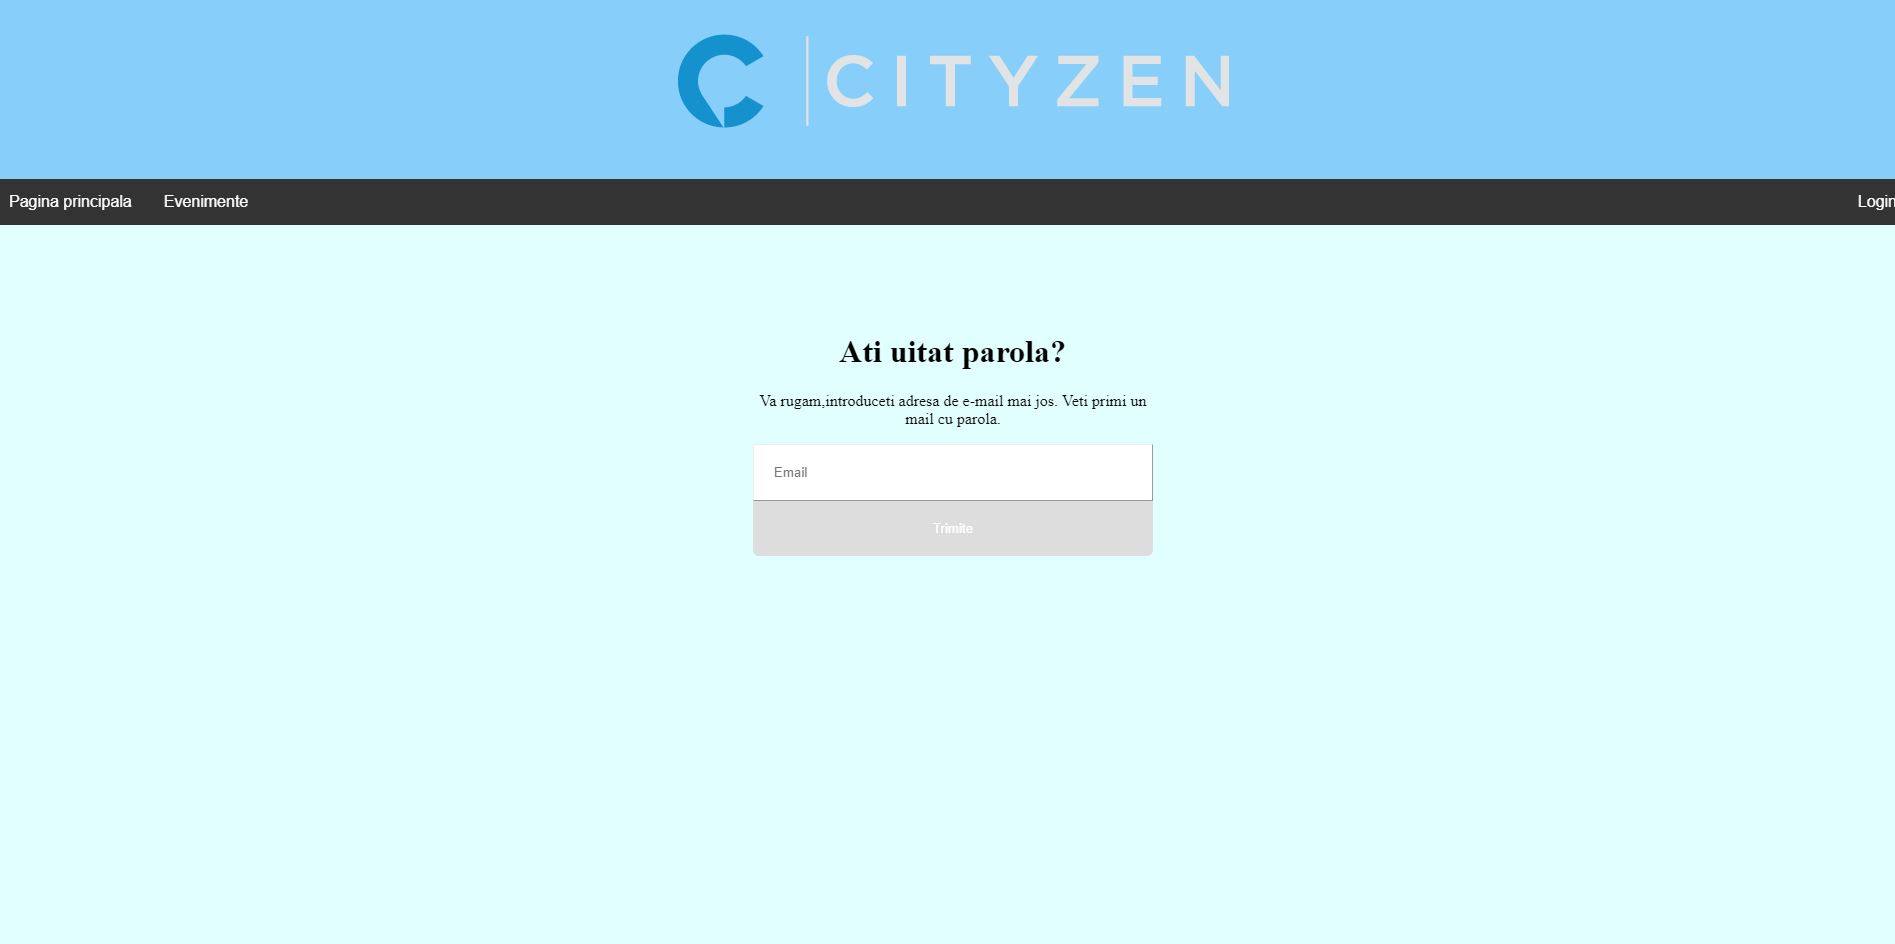 CITYZEN
Pagina principala Evenimente Login
Ati uitat parola?
Va rugam,introduceti adresa de e-mail mai jos. Veti primi un
mail cu parola.
Email
Trimite